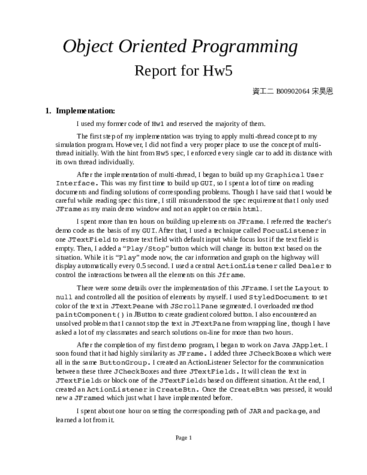 Object Oriented Programming
Report for Hw5
資工二 B00902064 宋昊恩
1. Implementation:
I used my former code of Hw1 and reserved the majority of them.
The first step of my implementation was trying to apply multi-thread concept to my
simulation program. However, I did not find a very proper place to use the concept of multi-
thread initially. With the hint from Hw5 spec, I enforced every single car to add its distance with
its own thread individually.
After the implementation of multi-thread, I began to build up my Graphical User
Interface. This was my first time to build up GUI, so I spent a lot of time on reading
documents and finding solutions of corresponding problems. Though I have said that I would be
careful while reading spec this time, I still misunderstood the spec requirement that I only used
JFrame as my main demo window and not an certain html.
I spent more than ten hours on building up elements on JFrame. I referred the teacher's
demo code as the basis of my GUI. After that, I used a technique called FocusListener in
one JTextField to restore text field with default input while focus lost if the text field is
empty. Then, I added a "Play/Stop" button which will change its button text based on the
situation. While it is "Play" mode now, the car information and graph on the highway will
display automatically every 0.5 second. I used a central ActionListener called Dealer to
control the interactions between all the elements on this JFrame.
There were some details over the implementation of this JFrame. I set the Layout to
null and controlled all the position of elements by myself. I used StyledDocument to set
color of the text in JTextPeane with JScrollPane segmented. I overloaded the method
paintComponent() in JButton to create gradient colored button. I also encountered an
unsolved problem that I cannot stop the text in JTextPane from wrapping line, though I have
asked a lot of my classmates and search solutions on-line for more than two hours.
After the completion of my first demo program, I began to work on Java JApplet. I
soon found that it had highly similarity as JFrame. I added three JCheckBoxes which were
all in the same ButtonGroup. I created an ActionListener Selector for the communication
between these three JCheckBoxes and three JTextFields. It will clean the text in
JTextFields or block one of the JTextFields based on different situation. At the end, I
created an ActionListener in CreateBtn. Once the CreateBtn was pressed, it would
new a JFramed which just what I have implemented before.
I spent about one hour on setting the corresponding path of JAR and package, and
learned a lot from it.
Page 1